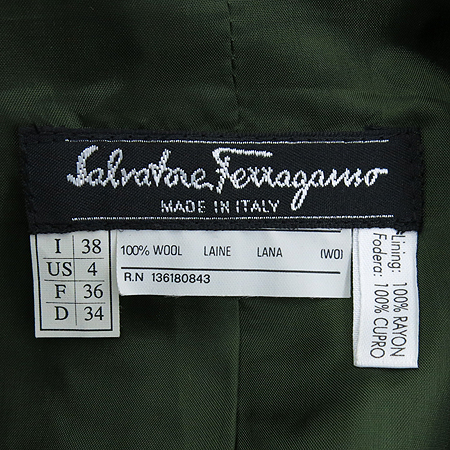 Salvatore Ferragamo
MADE IN ITALY
I 38
US 4
F 36
D 34
100% WOOL LAINE LANA (WO)
R.N 136180843
Lining: 100% RAYON
Fodera: 100% CUPRO